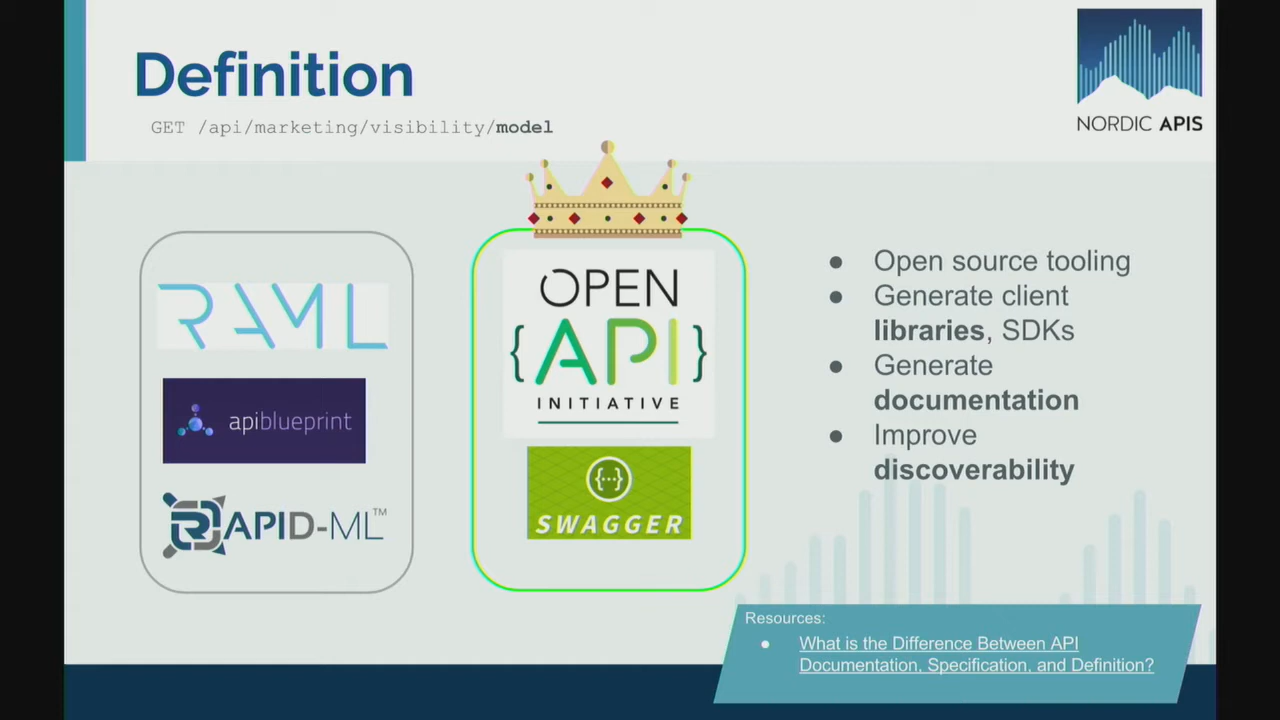 Definition
GET /api/marketing/visibility/model
NORDIC APIS
RAML
apiblueprint
RAPID-ML™
OPEN
{API}
INITIATIVE
{...}
SWAGGER
● Open source tooling
● Generate client
libraries, SDKs
● Generate
documentation
● Improve
discoverability
Resources:
● What is the Difference Between API
Documentation, Specification, and Definition?